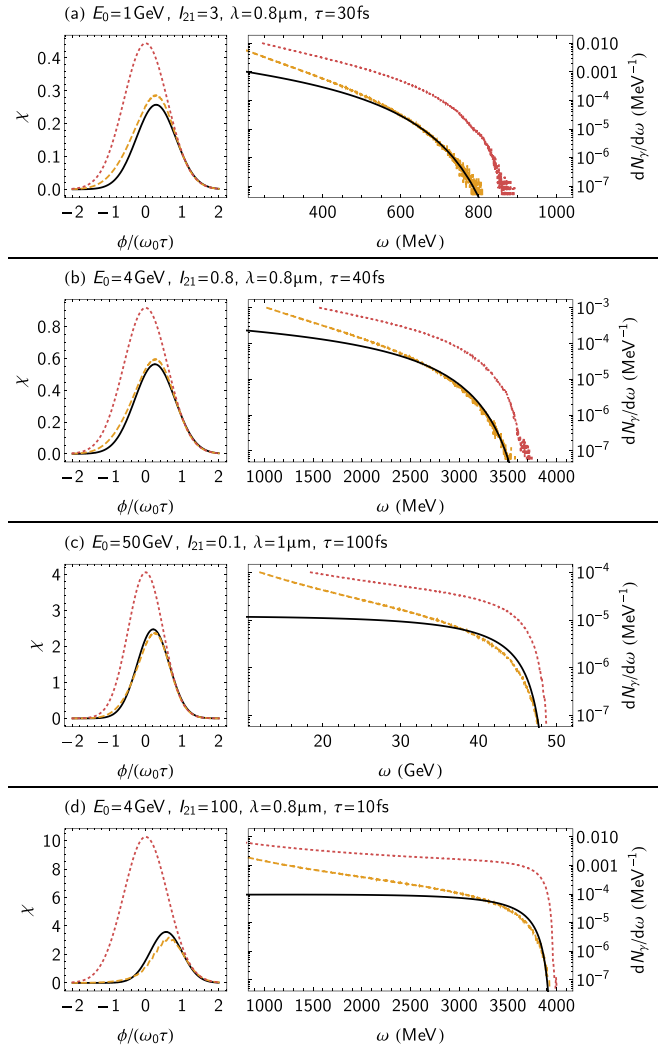 (a) E₀=1GeV, I₂₁=3, λ=0.8μm, τ=30fs
0.4
0.3
0.2
0.1
0.0
χ
−2 −1 0 1 2
ϕ/(ω₀τ)
0.010
0.001
10⁻⁴
10⁻⁵
10⁻⁶
10⁻⁷
dNγ/dω (MeV⁻¹)
400 600 800 1000
ω (MeV)
(b) E₀=4GeV, I₂₁=0.8, λ=0.8μm, τ=40fs
0.8
0.6
0.4
0.2
0.0
χ
−2 −1 0 1 2
ϕ/(ω₀τ)
10⁻³
10⁻⁴
10⁻⁵
10⁻⁶
10⁻⁷
dNγ/dω (MeV⁻¹)
1000 1500 2000 2500 3000 3500 4000
ω (MeV)
(c) E₀=50GeV, I₂₁=0.1, λ=1μm, τ=100fs
4
3
2
1
0
χ
−2 −1 0 1 2
ϕ/(ω₀τ)
10⁻⁴
10⁻⁵
10⁻⁶
10⁻⁷
dNγ/dω (MeV⁻¹)
20 30 40 50
ω (GeV)
(d) E₀=4GeV, I₂₁=100, λ=0.8μm, τ=10fs
10
8
6
4
2
0
χ
−2 −1 0 1 2
ϕ/(ω₀τ)
0.010
0.001
10⁻⁴
10⁻⁵
10⁻⁶
10⁻⁷
dNγ/dω (MeV⁻¹)
1000 1500 2000 2500 3000 3500 4000
ω (MeV)